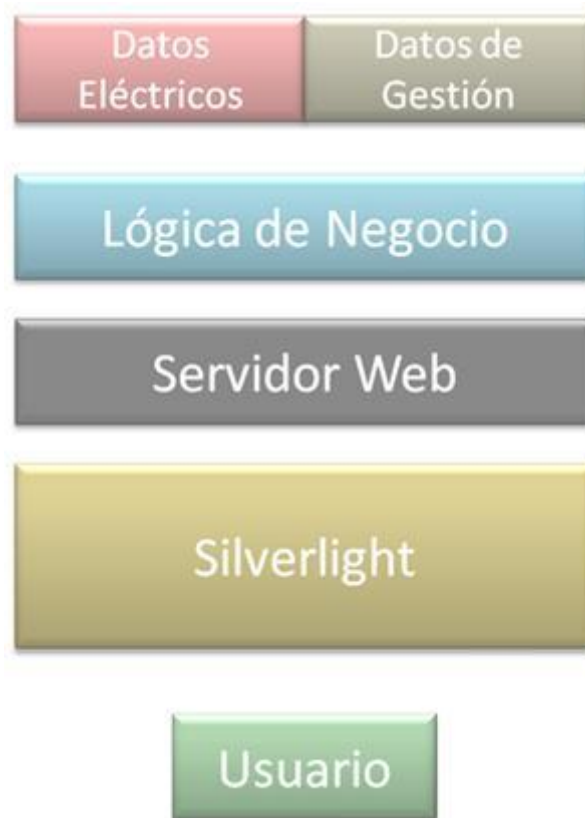 Datos
Eléctricos
Datos de
Gestión
Lógica de Negocio
Servidor Web
Silverlight
Usuario